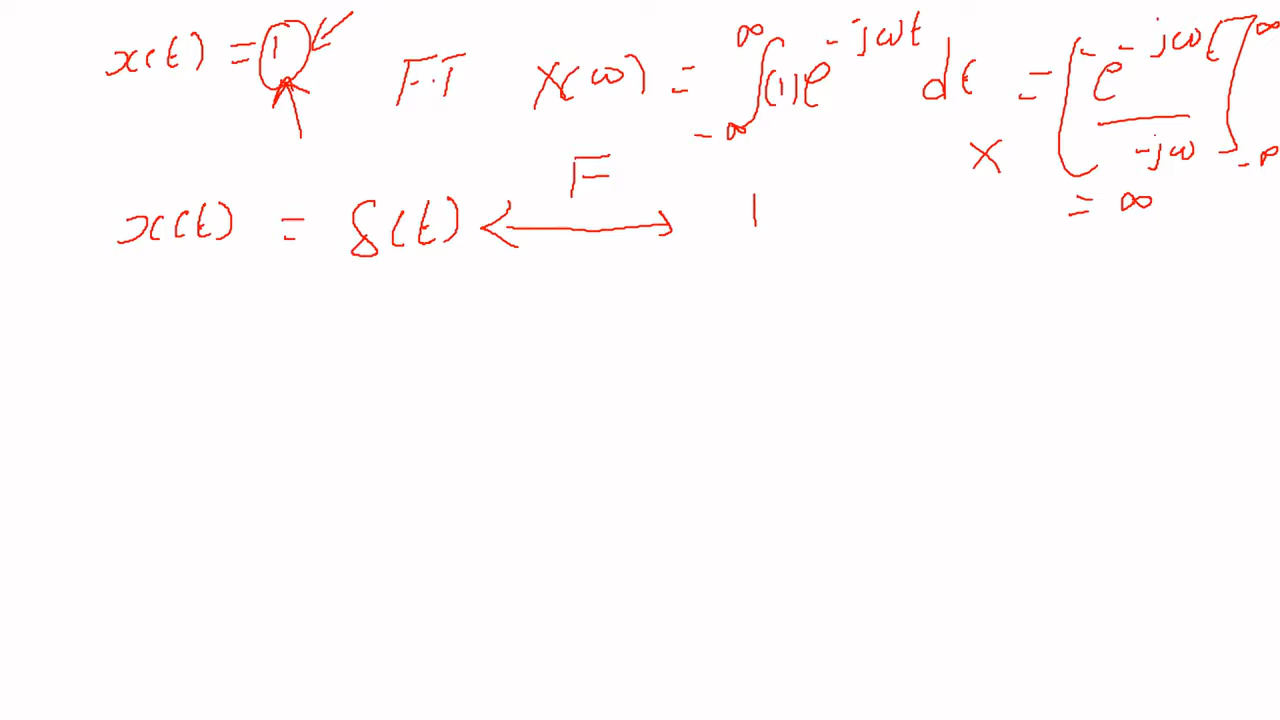 x(t) = 1 F.T X(ω) = ∫_{-∞}^{∞} (1)e^{-jωt} dt = [e^{-jωt} / -jω]_{-∞}^{∞}
X = ∞
x(t) = δ(t) ⟷ F 1